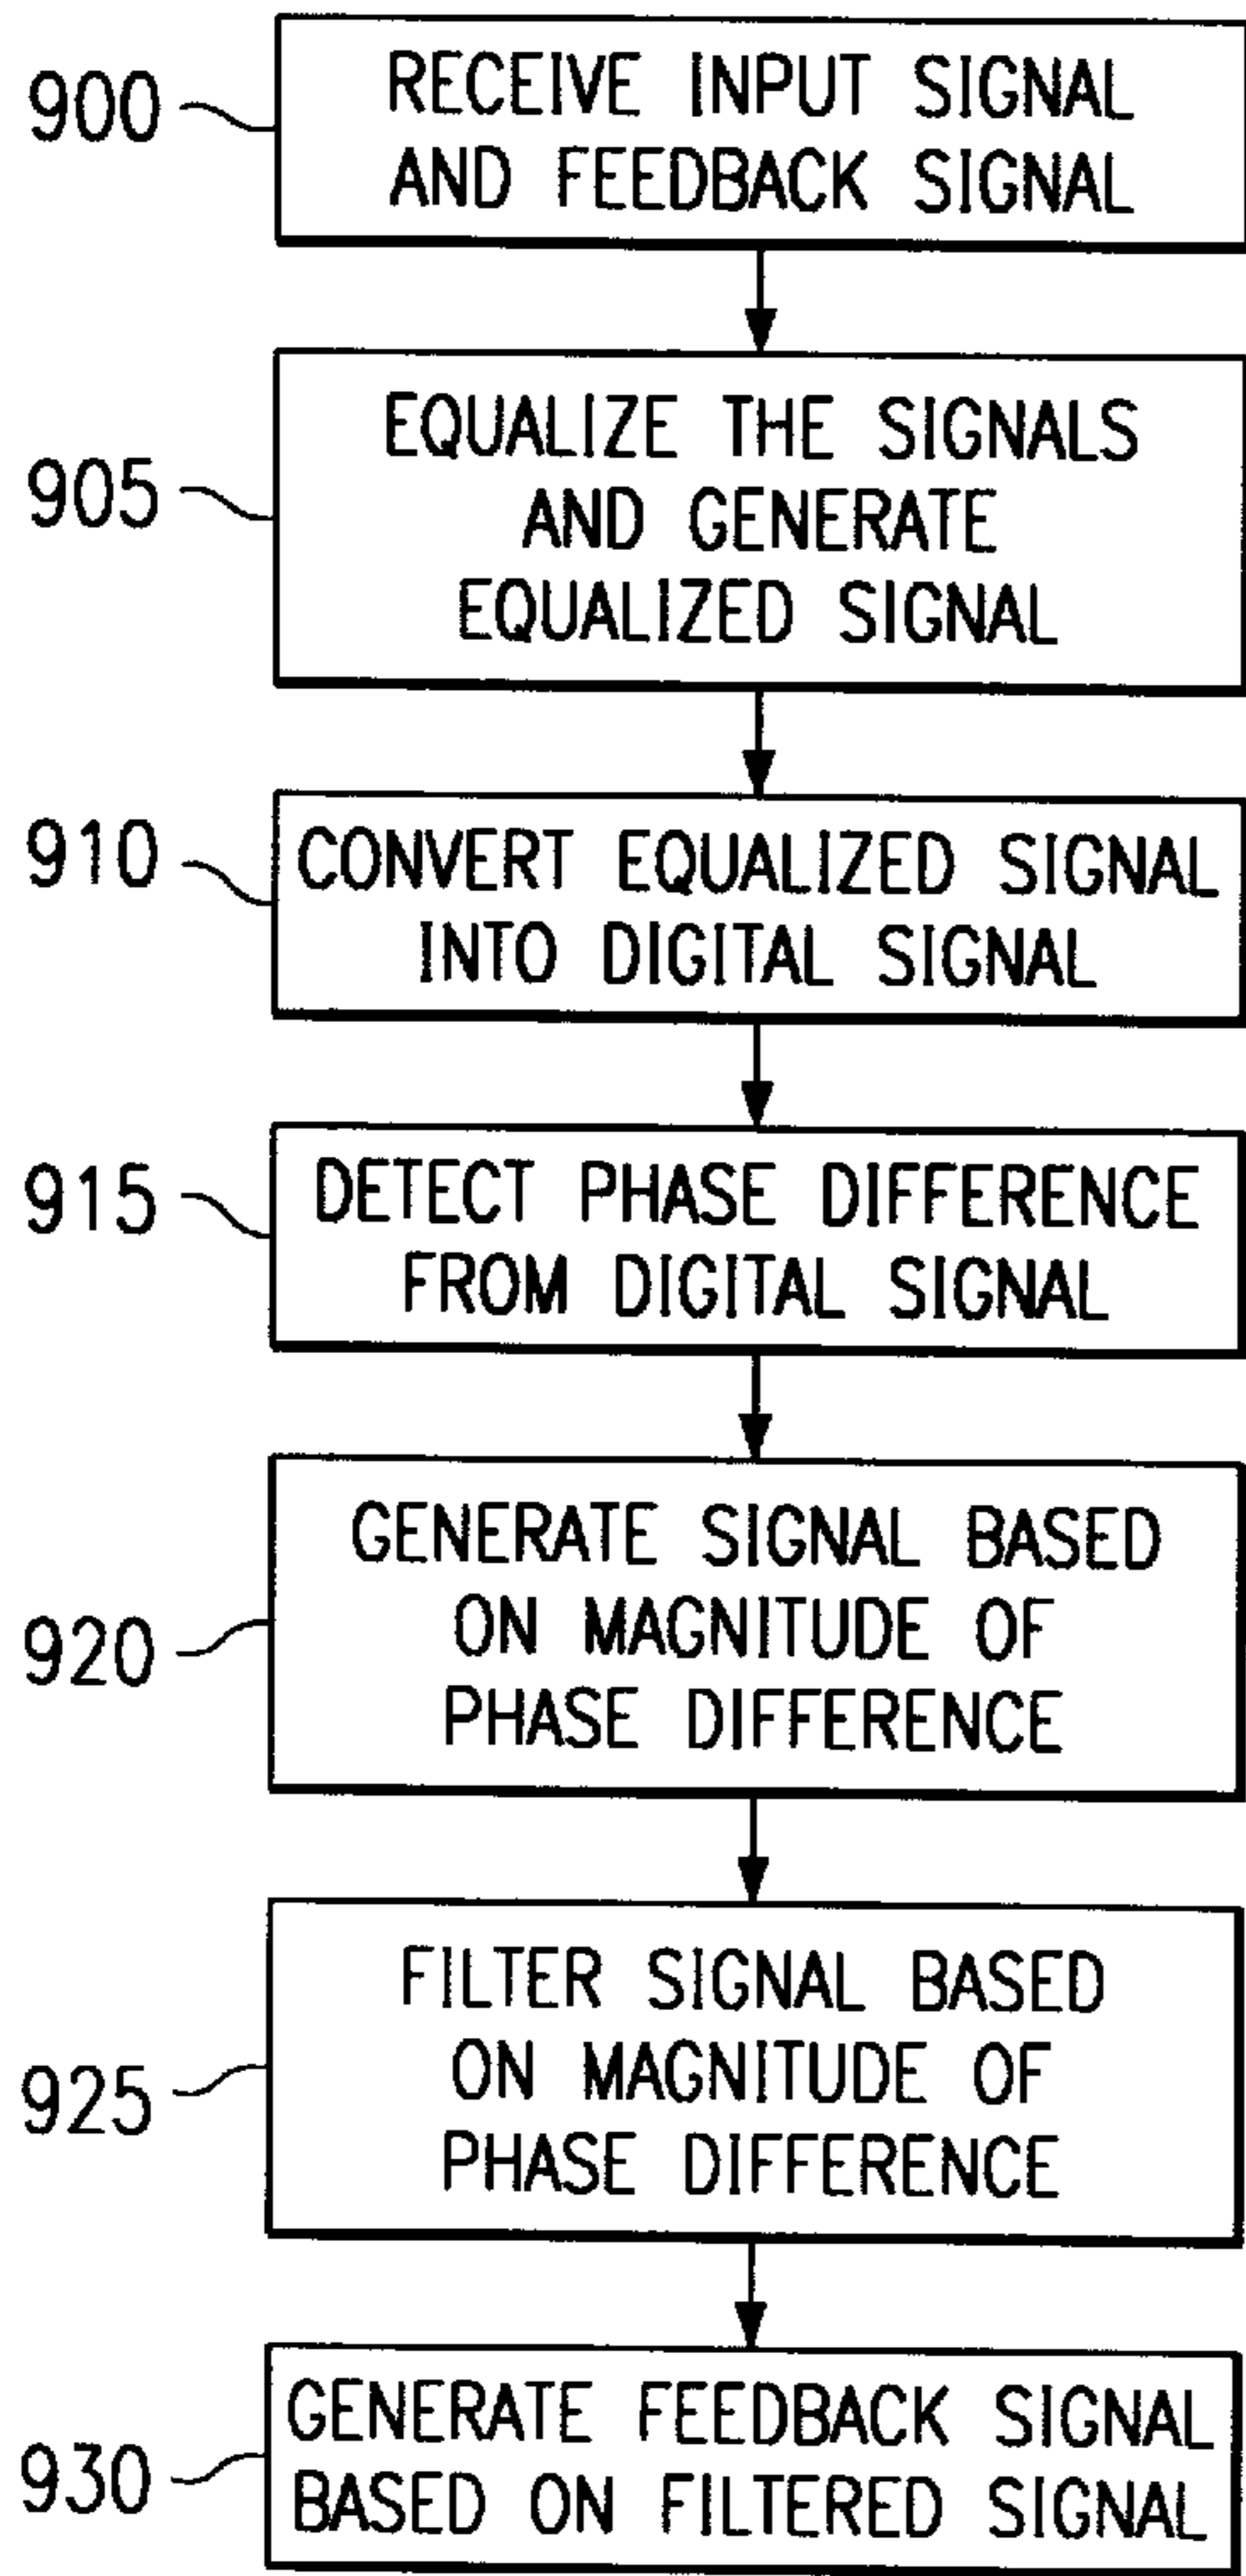 900
RECEIVE INPUT SIGNAL
AND FEEDBACK SIGNAL
905
EQUALIZE THE SIGNALS
AND GENERATE
EQUALIZED SIGNAL
910
CONVERT EQUALIZED SIGNAL
INTO DIGITAL SIGNAL
915
DETECT PHASE DIFFERENCE
FROM DIGITAL SIGNAL
920
GENERATE SIGNAL BASED
ON MAGNITUDE OF
PHASE DIFFERENCE
925
FILTER SIGNAL BASED
ON MAGNITUDE OF
PHASE DIFFERENCE
930
GENERATE FEEDBACK SIGNAL
BASED ON FILTERED SIGNAL